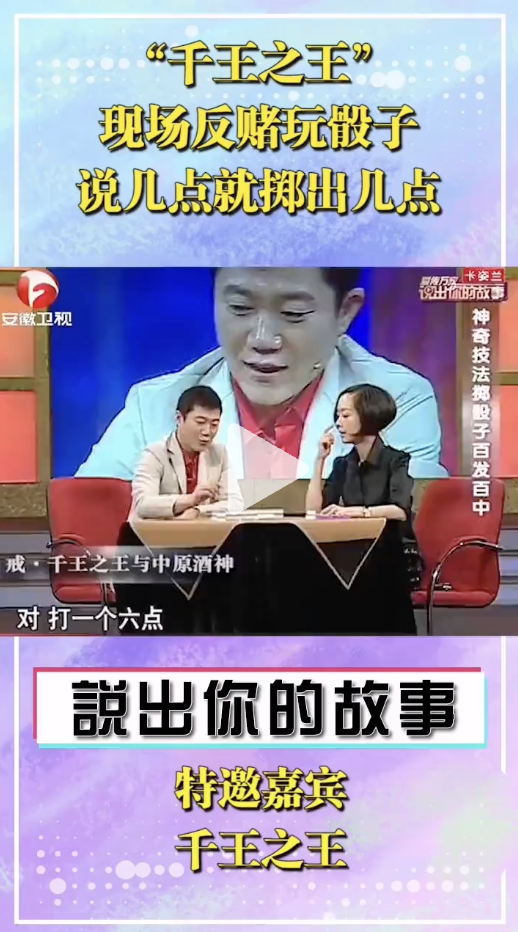 “千王之王”
现场反赌玩骰子
说几点就掷出几点
安徽卫视
卡姿兰
说出你的故事
神奇技法掷骰子百发百中
戒·千王之王与中原酒神
对 打一个六点
説出你的故事
特邀嘉宾
千王之王